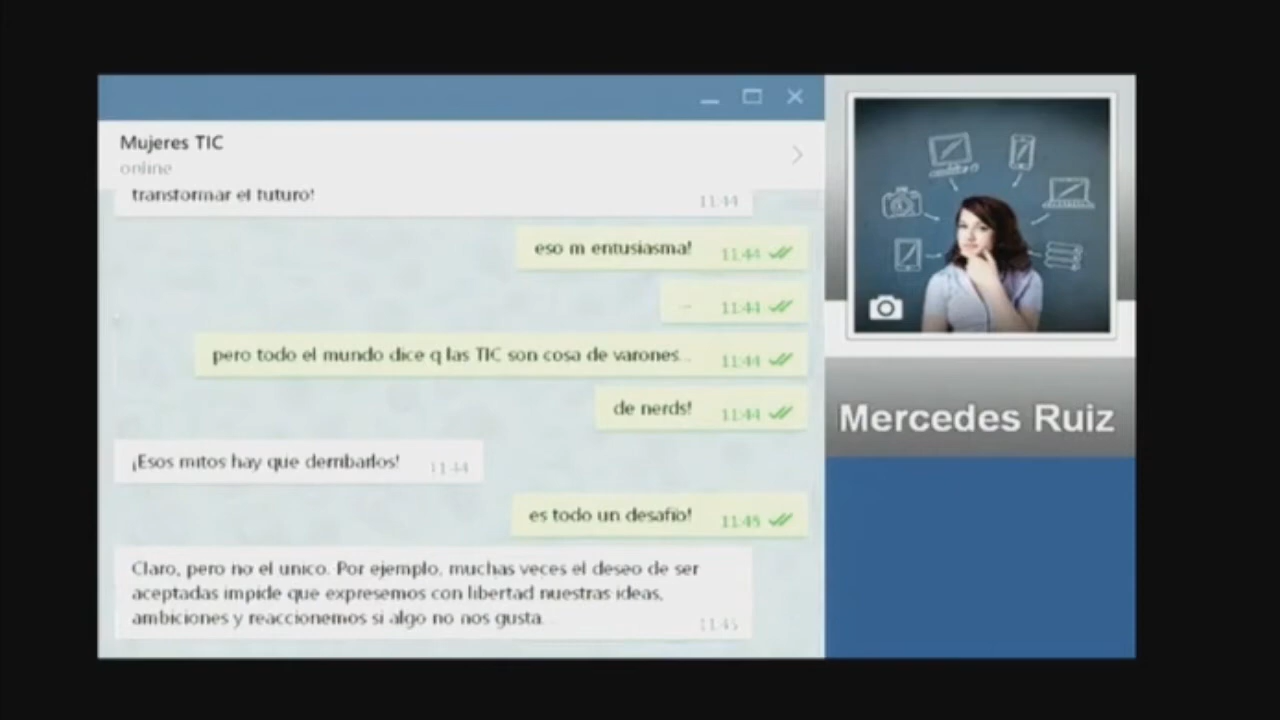 Mujeres TIC
online
transformar el futuro!
11:44
eso m entusiasma!
11:44
...
11:44
pero todo el mundo dice q las TIC son cosa de varones...
11:44
de nerds!
11:44
¡Esos mitos hay que derribarlos!
11:44
es todo un desafio!
11:45
Claro, pero no el unico. Por ejemplo, muchas veces el deseo de ser
aceptadas impide que expresemos con libertad nuestras ideas,
ambiciones y reaccionemos si algo no nos gusta.
11:45
Mercedes Ruiz